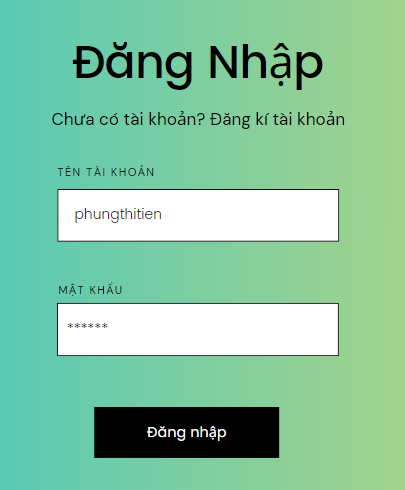 Đăng Nhập
Chưa có tài khoản? Đăng kí tài khoản
TÊN TÀI KHOẢN
phungthitien
MẬT KHẨU
******
Đăng nhập